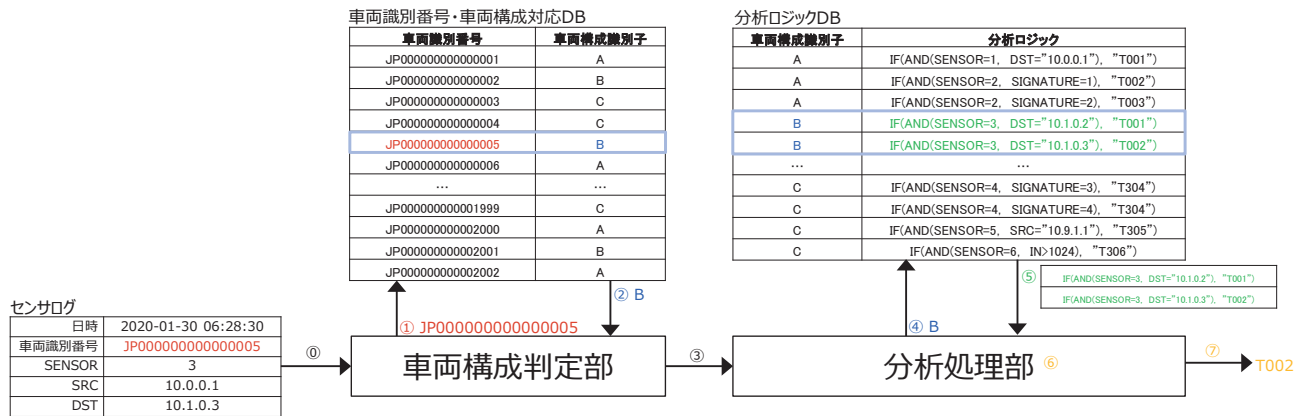 車両識別番号・車両構成対応DB
車両識別番号 車両構成識別子
JP000000000000001 A
JP000000000000002 B
JP000000000000003 C
JP000000000000004 C
JP000000000000005 B
JP000000000000006 A
… …
JP000000000001999 C
JP000000000002000 A
JP000000000002001 B
JP000000000002002 A
分析ロジックDB
車両構成識別子 分析ロジック
A IF(AND(SENSOR=1, DST="10.0.0.1"), "T001")
A IF(AND(SENSOR=2, SIGNATURE=1), "T002")
A IF(AND(SENSOR=2, SIGNATURE=2), "T003")
B IF(AND(SENSOR=3, DST="10.1.0.2"), "T001")
B IF(AND(SENSOR=3, DST="10.1.0.3"), "T002")
… …
C IF(AND(SENSOR=4, SIGNATURE=3), "T304")
C IF(AND(SENSOR=4, SIGNATURE=4), "T304")
C IF(AND(SENSOR=5, SRC="10.9.1.1"), "T305")
C IF(AND(SENSOR=6, IN>1024), "T306")
⑤
IF(AND(SENSOR=3, DST="10.1.0.2"), "T001")
IF(AND(SENSOR=3, DST="10.1.0.3"), "T002")
② B
① JP000000000000005
④ B
センサログ
日時 2020-01-30 06:28:30
車両識別番号 JP000000000000005
SENSOR 3
SRC 10.0.0.1
DST 10.1.0.3
⓪
車両構成判定部
③
分析処理部 ⑥
⑦
T002